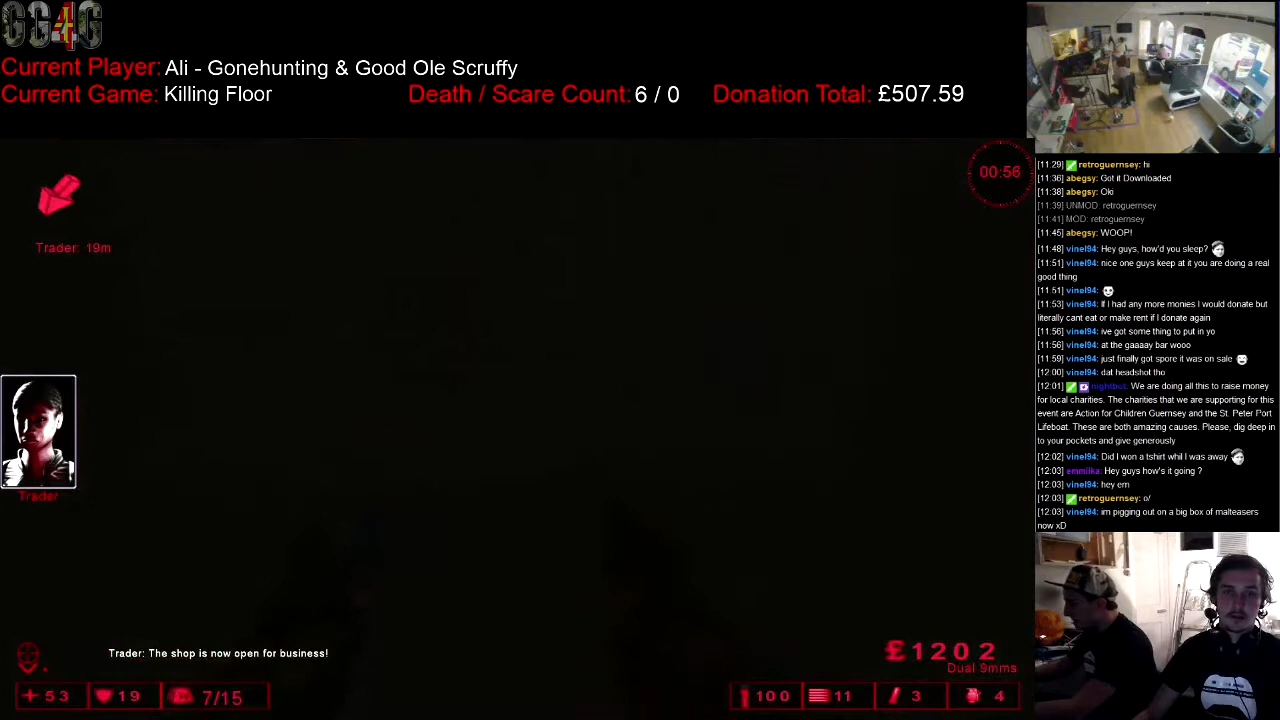 GG4G
Current Player: Ali - Gonehunting & Good Ole Scruffy
Current Game: Killing Floor
Death / Scare Count: 6 / 0
Donation Total: £507.59
00:56
Trader: 19m
Trader
Trader: The shop is now open for business!
£1202
Dual 9mms
53
19
7/15
100
11
3
4
[11:29] retroguernsey: hi
[11:36] abegsy: Got it Downloaded
[11:38] abegsy: Oki
[11:39] UNMOD: retroguernsey
[11:41] MOD: retroguernsey
[11:45] abegsy: WOOP!
[11:48] vinel94: Hey guys, how'd you sleep?
[11:51] vinel94: nice one guys keep at it you are doing a real
good thing
[11:51] vinel94:
[11:53] vinel94: If I had any more monies I would donate but
literally cant eat or make rent if I donate again
[11:56] vinel94: ive got some thing to put in yo
[11:56] vinel94: at the gaaaay bar wooo
[11:59] vinel94: just finally got spore it was on sale
[12:00] vinel94: dat headshot tho
[12:01] nightbot: We are doing all this to raise money
for local charities. The charities that we are supporting for this
event are Action for Children Guernsey and the St. Peter Port
Lifeboat. These are both amazing causes. Please, dig deep in
to your pockets and give generously
[12:02] vinel94: Did I won a tshirt whil I was away
[12:03] emmilka: Hey guys how's it going ?
[12:03] vinel94: hey em
[12:03] retroguernsey: o/
[12:03] vinel94: im pigging out on a big box of malteasers
now xD